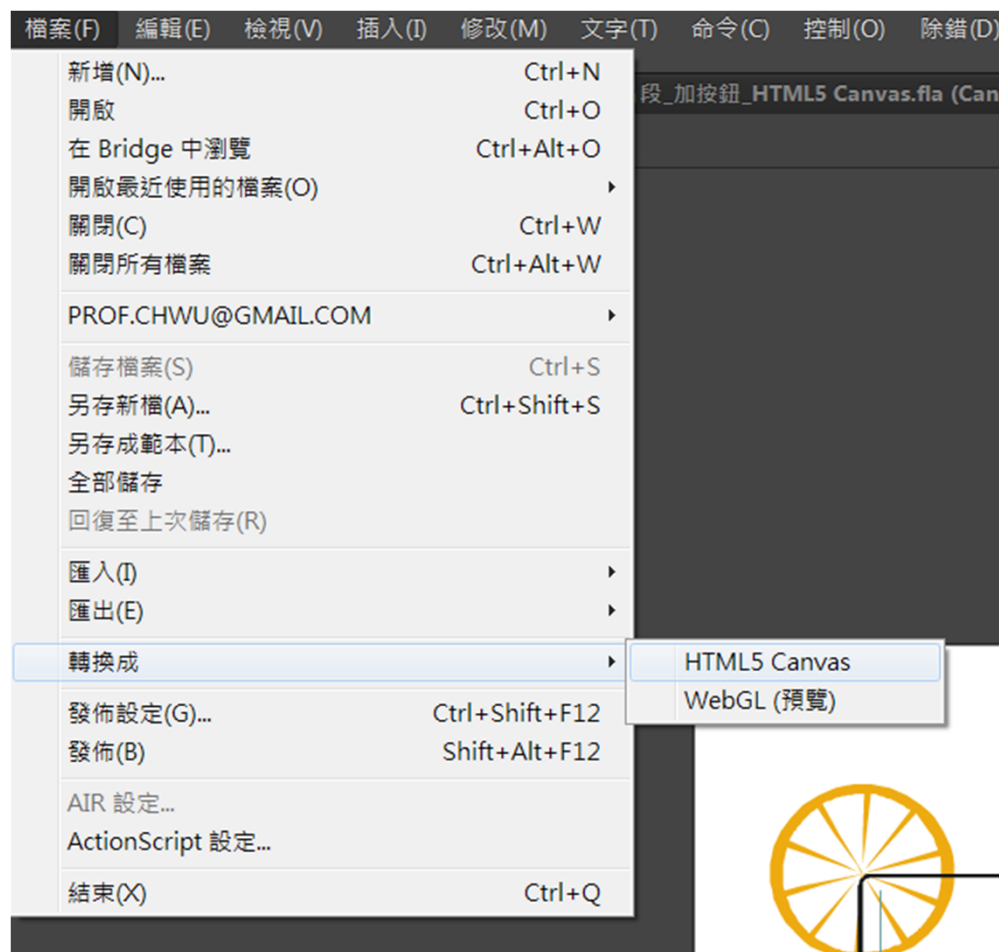 檔案(F) 編輯(E) 檢視(V) 插入(I) 修改(M) 文字(T) 命令(C) 控制(O) 除錯(D)
段_加按鈕_HTML5 Canvas.fla (Can
新增(N)... Ctrl+N
開啟 Ctrl+O
在 Bridge 中瀏覽 Ctrl+Alt+O
開啟最近使用的檔案(O)
關閉(C) Ctrl+W
關閉所有檔案 Ctrl+Alt+W
PROF.CHWU@GMAIL.COM
儲存檔案(S) Ctrl+S
另存新檔(A)... Ctrl+Shift+S
另存成範本(T)...
全部儲存
回復至上次儲存(R)
匯入(I)
匯出(E)
轉換成
HTML5 Canvas
WebGL (預覽)
發佈設定(G)... Ctrl+Shift+F12
發佈(B) Shift+Alt+F12
AIR 設定...
ActionScript 設定...
結束(X) Ctrl+Q